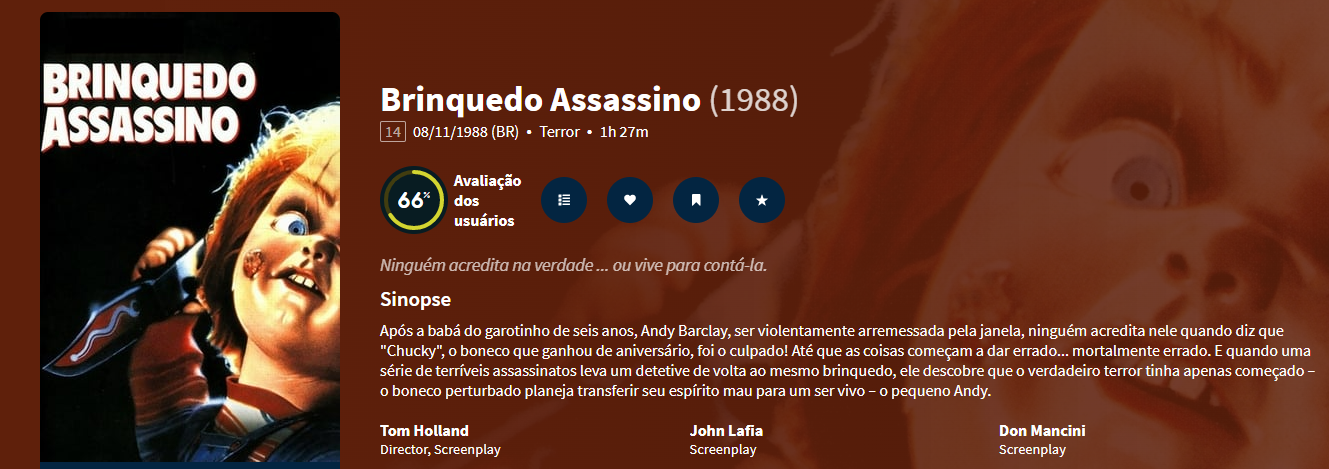 BRINQUEDO
ASSASSINO
Brinquedo Assassino (1988)
14 08/11/1988 (BR) • Terror • 1h 27m
66%
Avaliação
dos
usuários
Ninguém acredita na verdade ... ou vive para contá-la.
Sinopse
Após a babá do garotinho de seis anos, Andy Barclay, ser violentamente arremessada pela janela, ninguém acredita nele quando diz que
"Chucky", o boneco que ganhou de aniversário, foi o culpado! Até que as coisas começam a dar errado... mortalmente errado. E quando uma
série de terríveis assassinatos leva um detetive de volta ao mesmo brinquedo, ele descobre que o verdadeiro terror tinha apenas começado –
o boneco perturbado planeja transferir seu espírito mau para um ser vivo – o pequeno Andy.
Tom Holland John Lafia Don Mancini
Director, Screenplay Screenplay Screenplay